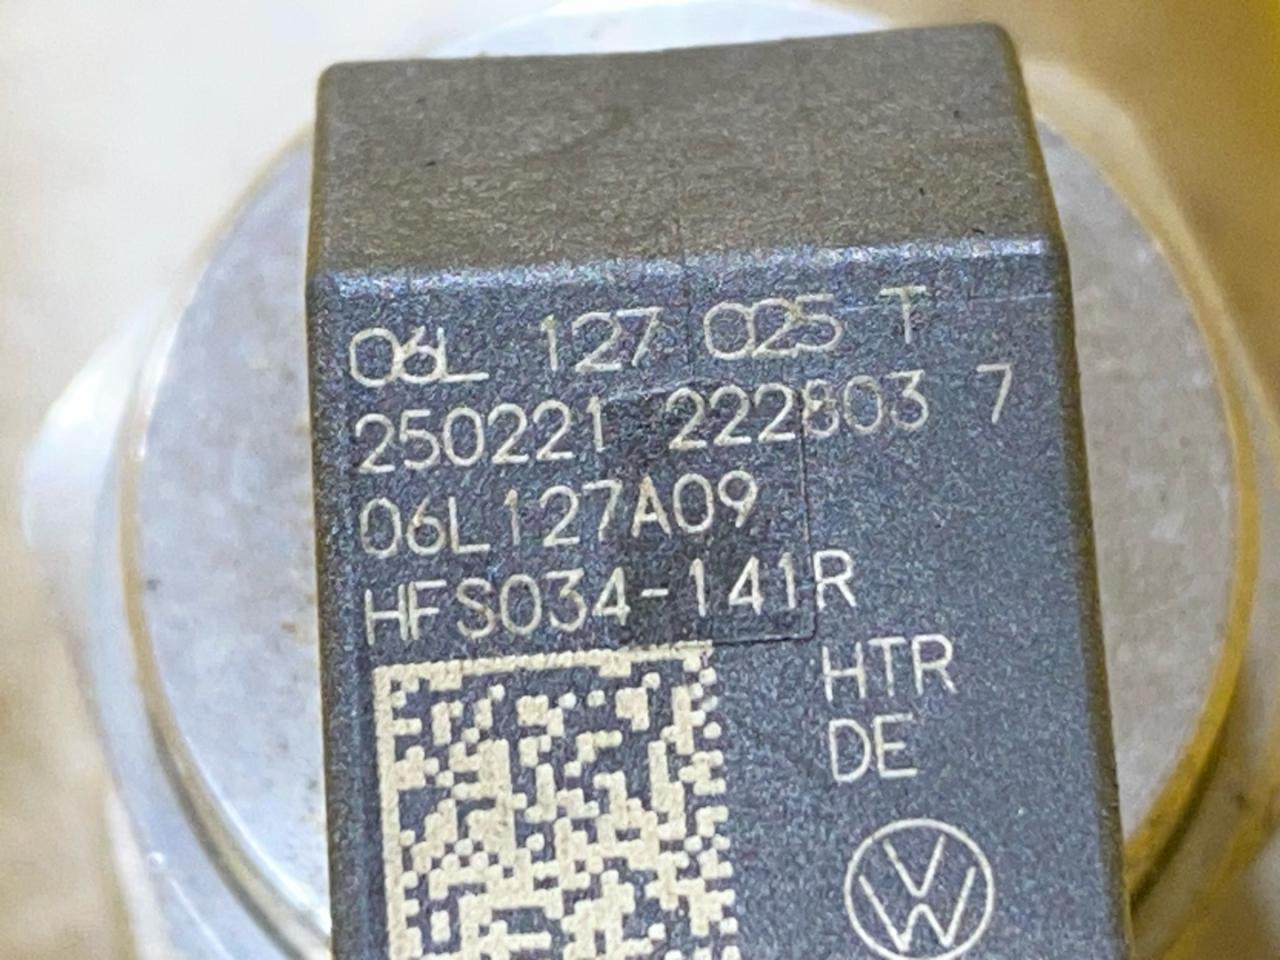 06L 127 025 T
250221 222803 7
06L127A09
HFS034-141R
HTR
DE